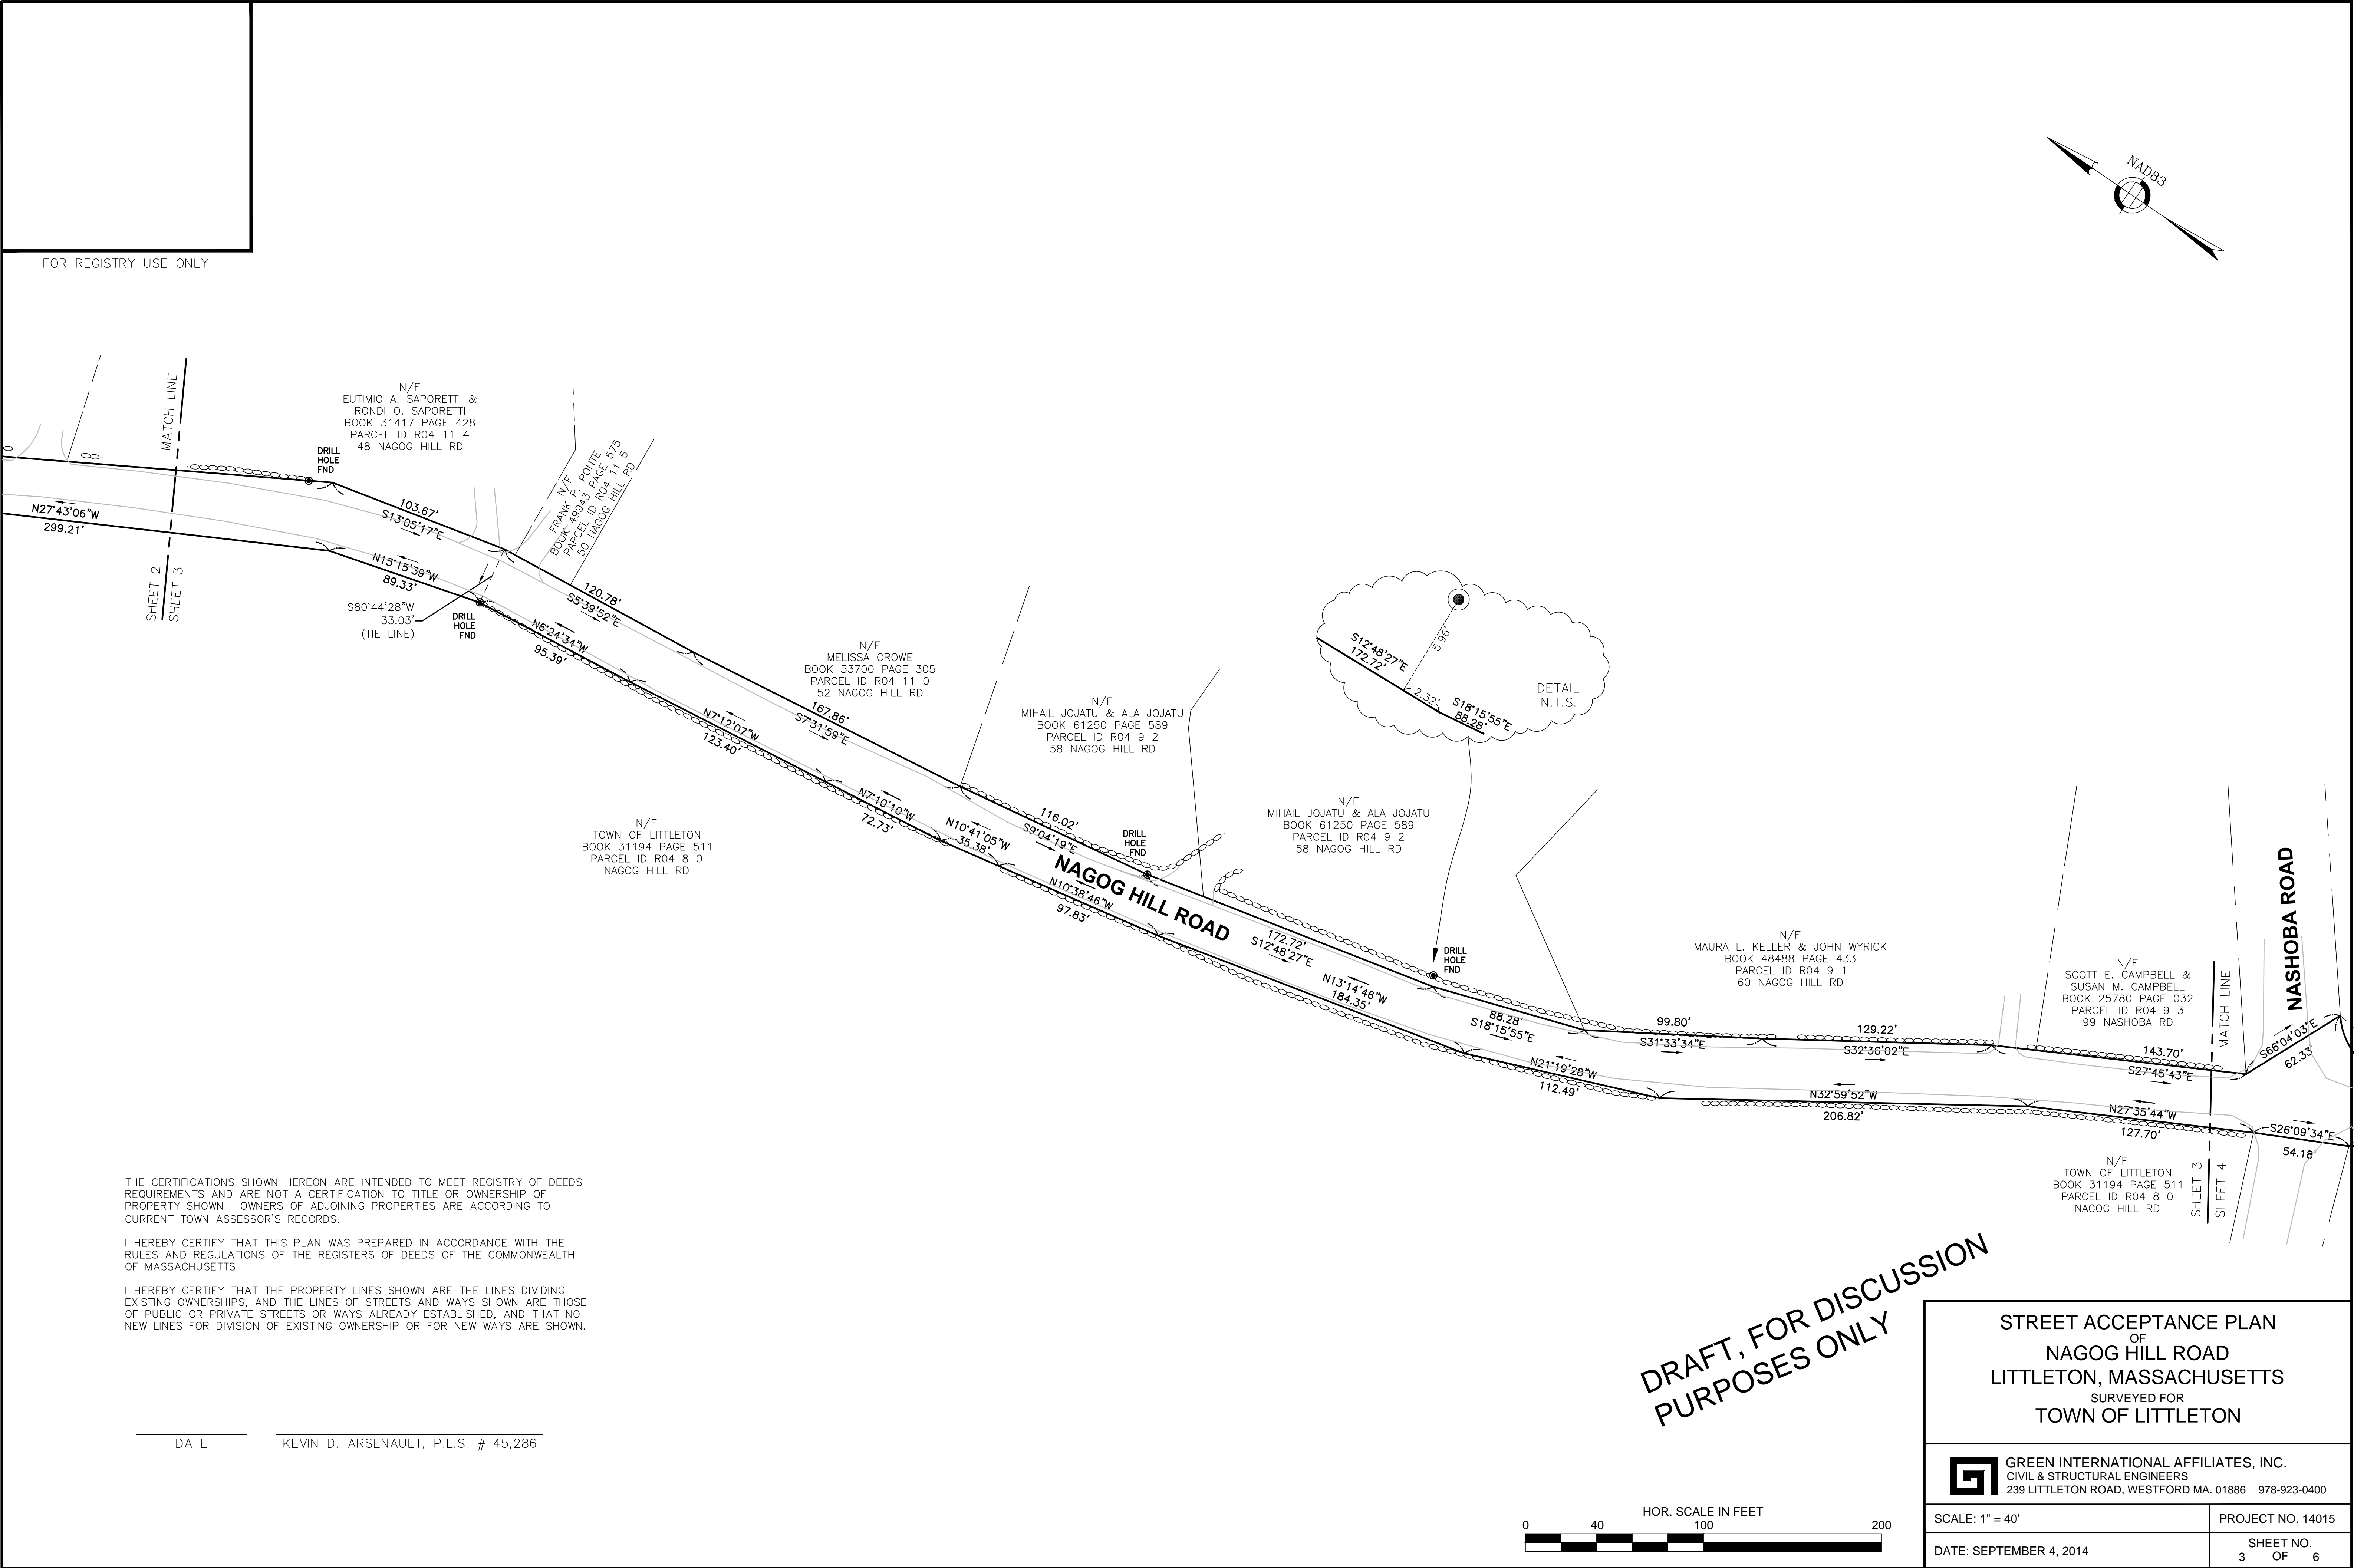 FOR REGISTRY USE ONLY
NAD83
MATCH LINE
SHEET 2
SHEET 3
N27°43'06"W
299.21'
N/F
EUTIMIO A. SAPORETTI &
RONDI O. SAPORETTI
BOOK 31417 PAGE 428
PARCEL ID R04 11 4
48 NAGOG HILL RD
DRILL
HOLE
FND
103.67'
S13°05'17"E
N15°15'39"W
89.33'
S80°44'28"W
33.03'
(TIE LINE)
DRILL
HOLE
FND
N/F
FRANK P. PONTE
BOOK 49943 PAGE 575
PARCEL ID R04 11 5
50 NAGOG HILL RD
120.78'
S5°39'52"E
N6°24'34"W
95.39'
N/F
MELISSA CROWE
BOOK 53700 PAGE 305
PARCEL ID R04 11 0
52 NAGOG HILL RD
167.86'
S7°31'59"E
N7°12'07"W
123.40'
N/F
TOWN OF LITTLETON
BOOK 31194 PAGE 511
PARCEL ID R04 8 0
NAGOG HILL RD
N7°10'10"W
72.73'
N/F
MIHAIL JOJATU & ALA JOJATU
BOOK 61250 PAGE 589
PARCEL ID R04 9 2
58 NAGOG HILL RD
116.02'
S9°04'19"E
N10°41'05"W
35.38'
DRILL
HOLE
FND
NAGOG HILL ROAD
N10°38'46"W
97.83'
N/F
MIHAIL JOJATU & ALA JOJATU
BOOK 61250 PAGE 589
PARCEL ID R04 9 2
58 NAGOG HILL RD
S12°48'27"E
172.72'
5.96'
2.32'
S18°15'55"E
88.28'
DETAIL
N.T.S.
172.72'
S12°48'27"E
N13°14'46"W
184.35'
DRILL
HOLE
FND
88.28'
S18°15'55"E
N21°19'28"W
112.49'
N/F
MAURA L. KELLER & JOHN WYRICK
BOOK 48488 PAGE 433
PARCEL ID R04 9 1
60 NAGOG HILL RD
99.80'
S31°33'34"E
129.22'
S32°36'02"E
N32°59'52"W
206.82'
N/F
SCOTT E. CAMPBELL &
SUSAN M. CAMPBELL
BOOK 25780 PAGE 032
PARCEL ID R04 9 3
99 NASHOBA RD
143.70'
S27°45'43"E
N27°35'44"W
127.70'
MATCH LINE
SHEET 3
SHEET 4
NASHOBA ROAD
S66°04'03"E
62.33'
S26°09'34"E
54.18'
N/F
TOWN OF LITTLETON
BOOK 31194 PAGE 511
PARCEL ID R04 8 0
NAGOG HILL RD
THE CERTIFICATIONS SHOWN HEREON ARE INTENDED TO MEET REGISTRY OF DEEDS
REQUIREMENTS AND ARE NOT A CERTIFICATION TO TITLE OR OWNERSHIP OF
PROPERTY SHOWN. OWNERS OF ADJOINING PROPERTIES ARE ACCORDING TO
CURRENT TOWN ASSESSOR'S RECORDS.
I HEREBY CERTIFY THAT THIS PLAN WAS PREPARED IN ACCORDANCE WITH THE
RULES AND REGULATIONS OF THE REGISTERS OF DEEDS OF THE COMMONWEALTH
OF MASSACHUSETTS
I HEREBY CERTIFY THAT THE PROPERTY LINES SHOWN ARE THE LINES DIVIDING
EXISTING OWNERSHIPS, AND THE LINES OF STREETS AND WAYS SHOWN ARE THOSE
OF PUBLIC OR PRIVATE STREETS OR WAYS ALREADY ESTABLISHED, AND THAT NO
NEW LINES FOR DIVISION OF EXISTING OWNERSHIP OR FOR NEW WAYS ARE SHOWN.
DATE
KEVIN D. ARSENAULT, P.L.S. # 45,286
DRAFT, FOR DISCUSSION
PURPOSES ONLY
HOR. SCALE IN FEET
0 40 100 200
STREET ACCEPTANCE PLAN
OF
NAGOG HILL ROAD
LITTLETON, MASSACHUSETTS
SURVEYED FOR
TOWN OF LITTLETON
GREEN INTERNATIONAL AFFILIATES, INC.
CIVIL & STRUCTURAL ENGINEERS
239 LITTLETON ROAD, WESTFORD MA. 01886 978-923-0400
SCALE: 1" = 40'
PROJECT NO. 14015
DATE: SEPTEMBER 4, 2014
SHEET NO.
3 OF 6